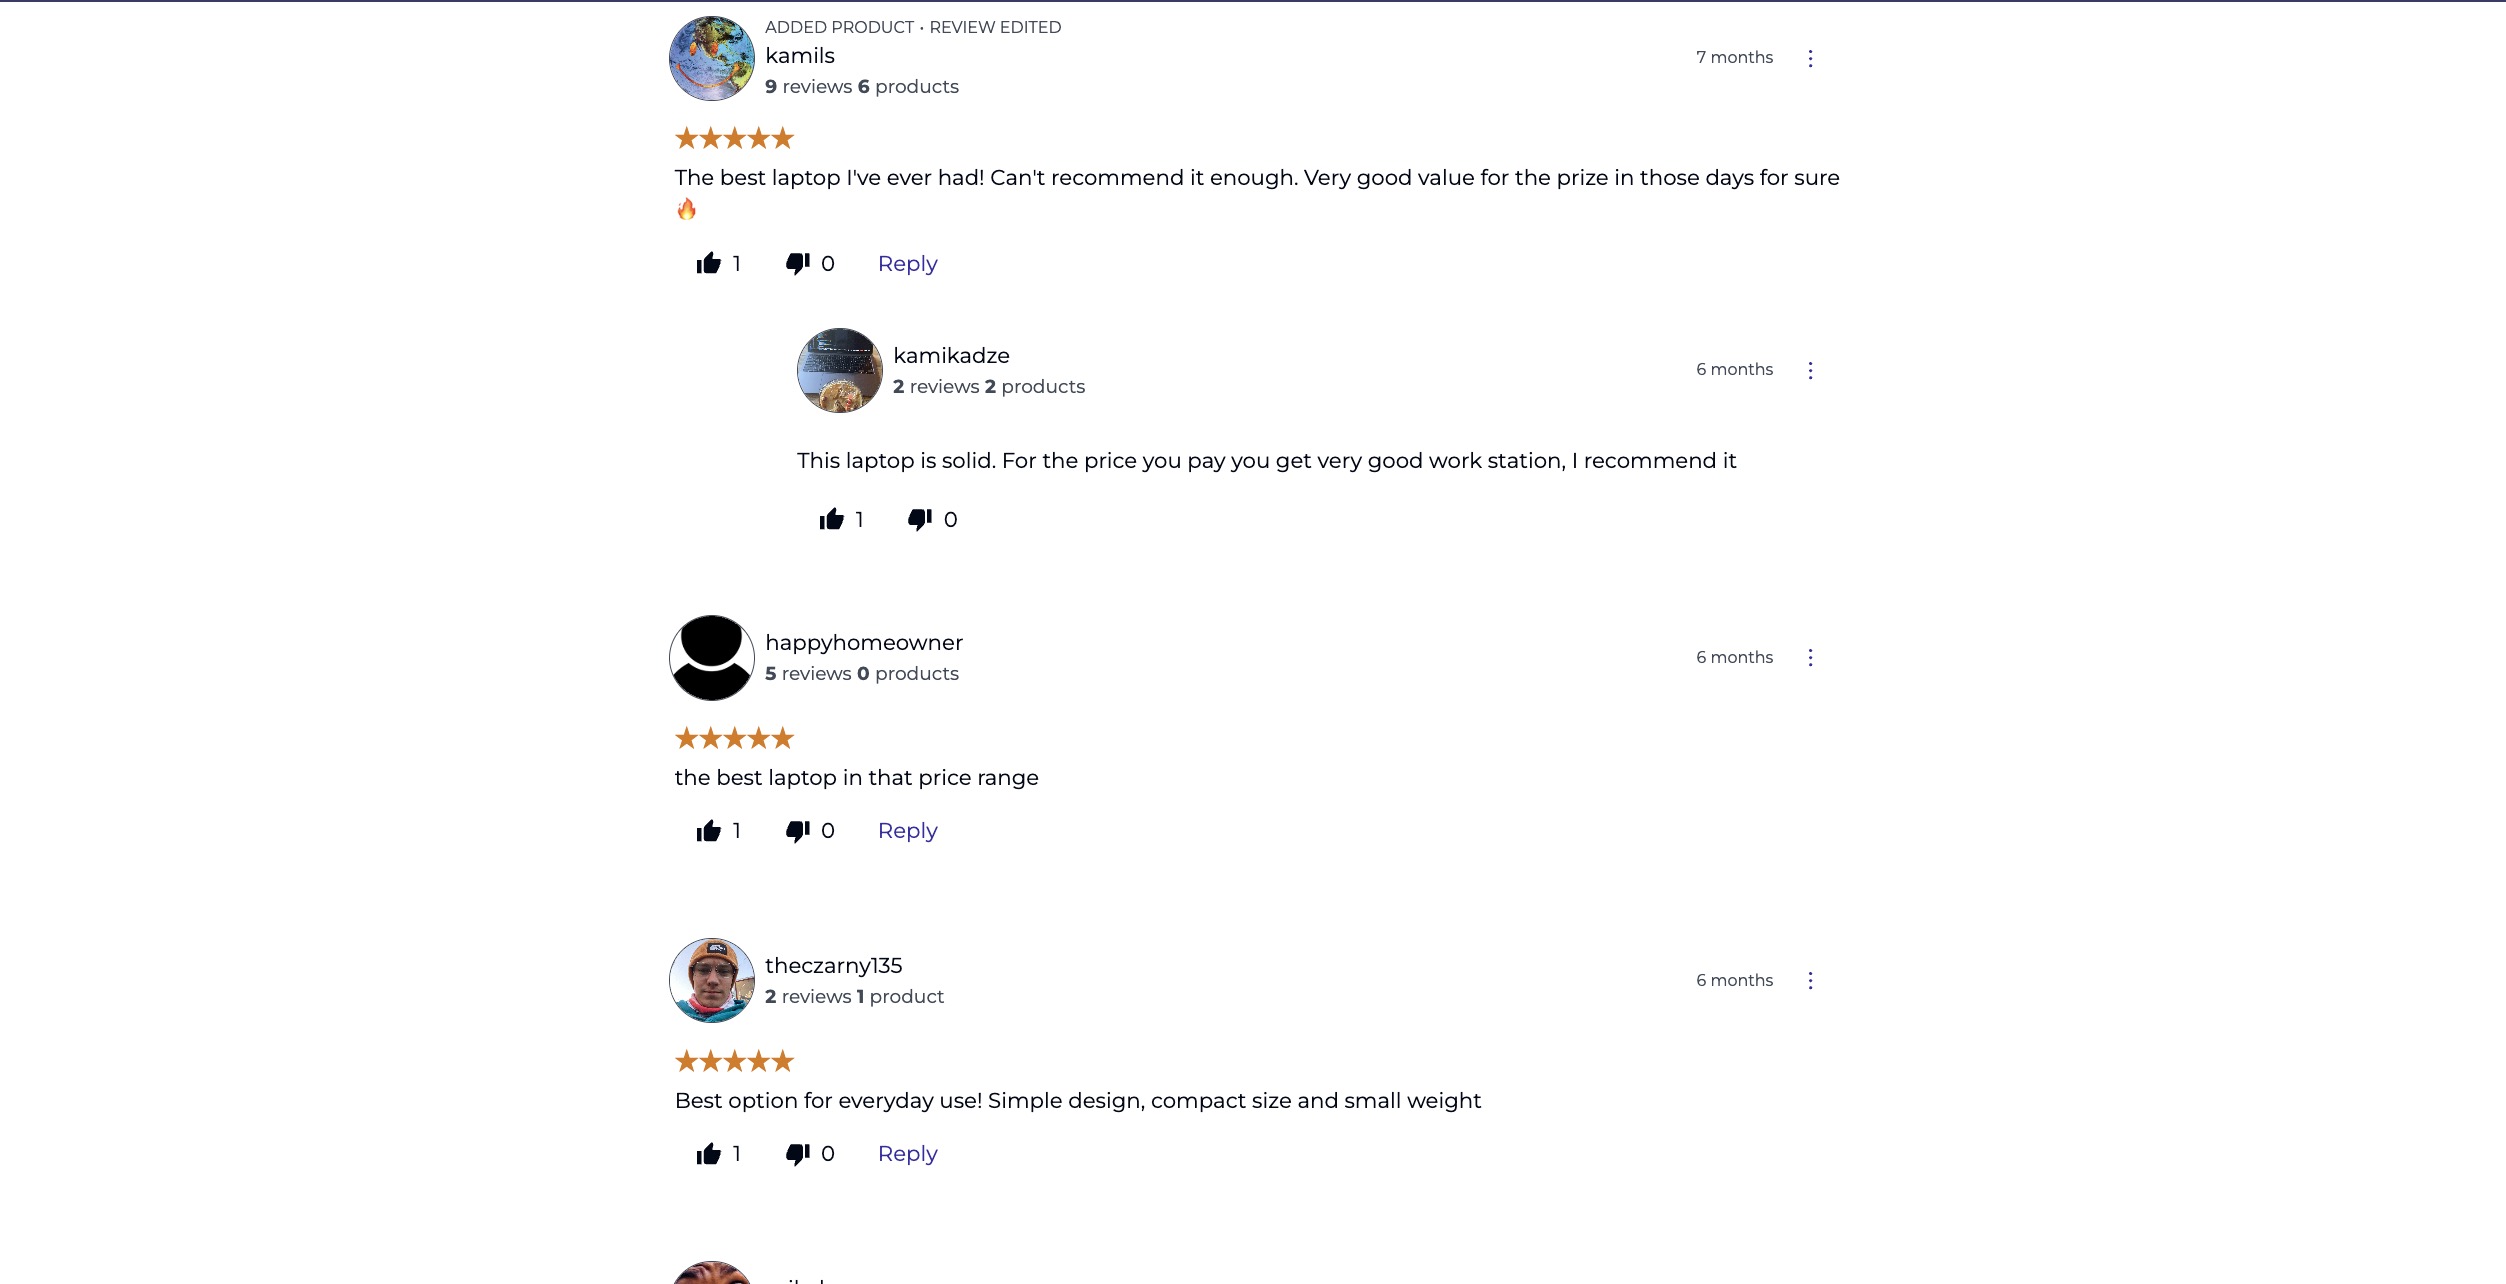 ADDED PRODUCT • REVIEW EDITED
kamils
7 months
9 reviews 6 products
The best laptop I've ever had! Can't recommend it enough. Very good value for the prize in those days for sure
🔥
1 0 Reply
kamikadze
6 months
2 reviews 2 products
This laptop is solid. For the price you pay you get very good work station, I recommend it
1 0
happyhomeowner
6 months
5 reviews 0 products
the best laptop in that price range
1 0 Reply
theczarny135
6 months
2 reviews 1 product
Best option for everyday use! Simple design, compact size and small weight
1 0 Reply